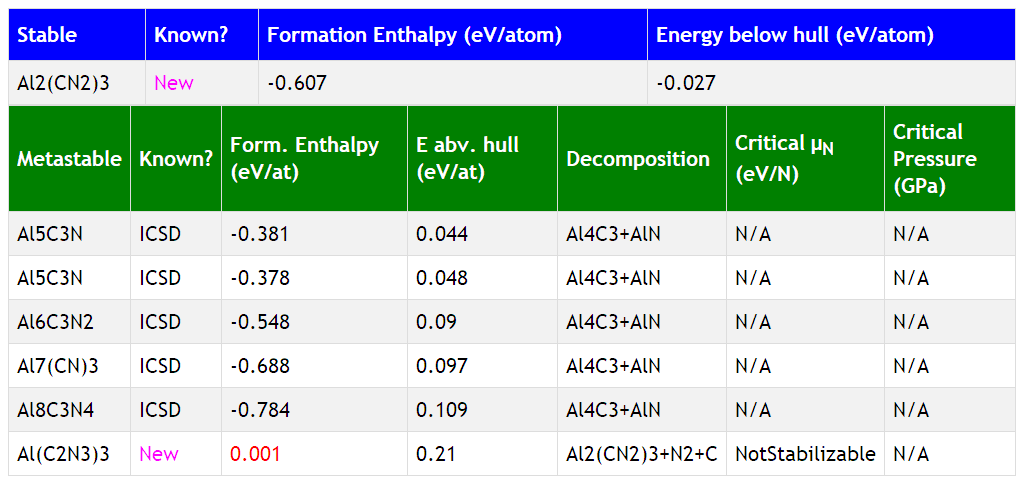 Stable Known? Formation Enthalpy (eV/atom) Energy below hull (eV/atom)
Al2(CN2)3 New -0.607 -0.027
Metastable Known? Form. Enthalpy (eV/at) E abv. hull (eV/at) Decomposition Critical μN (eV/N) Critical Pressure (GPa)
Al5C3N ICSD -0.381 0.044 Al4C3+AlN N/A N/A
Al5C3N ICSD -0.378 0.048 Al4C3+AlN N/A N/A
Al6C3N2 ICSD -0.548 0.09 Al4C3+AlN N/A N/A
Al7(CN)3 ICSD -0.688 0.097 Al4C3+AlN N/A N/A
Al8C3N4 ICSD -0.784 0.109 Al4C3+AlN N/A N/A
Al(C2N3)3 New 0.001 0.21 Al2(CN2)3+N2+C NotStabilizable N/A